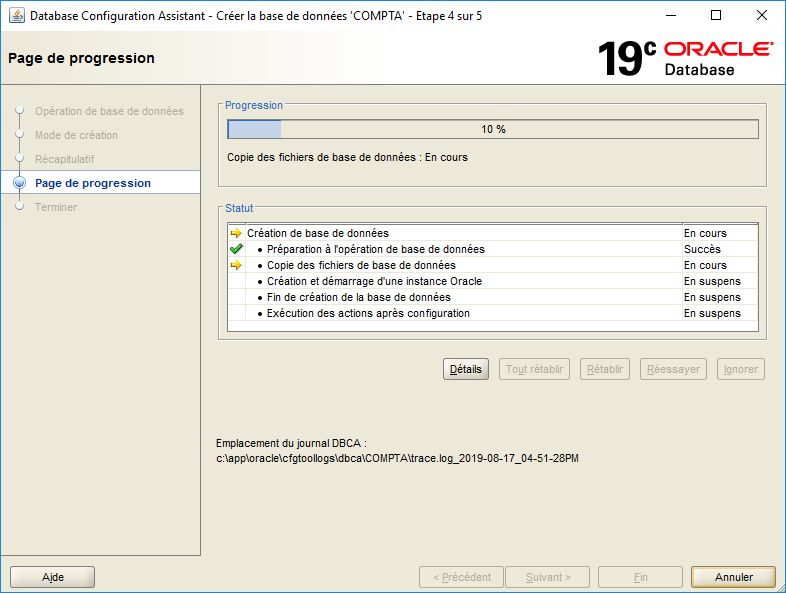 Database Configuration Assistant - Créer la base de données 'COMPTA' - Etape 4 sur 5
Page de progression
19c ORACLE
Database
Opération de base de données
Mode de création
Récapitulatif
Page de progression
Terminer
Progression
10 %
Copie des fichiers de base de données : En cours
Statut
Création de base de données En cours
• Préparation à l'opération de base de données Succès
• Copie des fichiers de base de données En cours
• Création et démarrage d'une instance Oracle En suspens
• Fin de création de la base de données En suspens
• Exécution des actions après configuration En suspens
Détails Tout rétablir Rétablir Réessayer Ignorer
Emplacement du journal DBCA :
c:\app\oracle\cfgtoollogs\dbca\COMPTA\trace.log_2019-08-17_04-51-28PM
Aide < Précédent Suivant > Fin Annuler